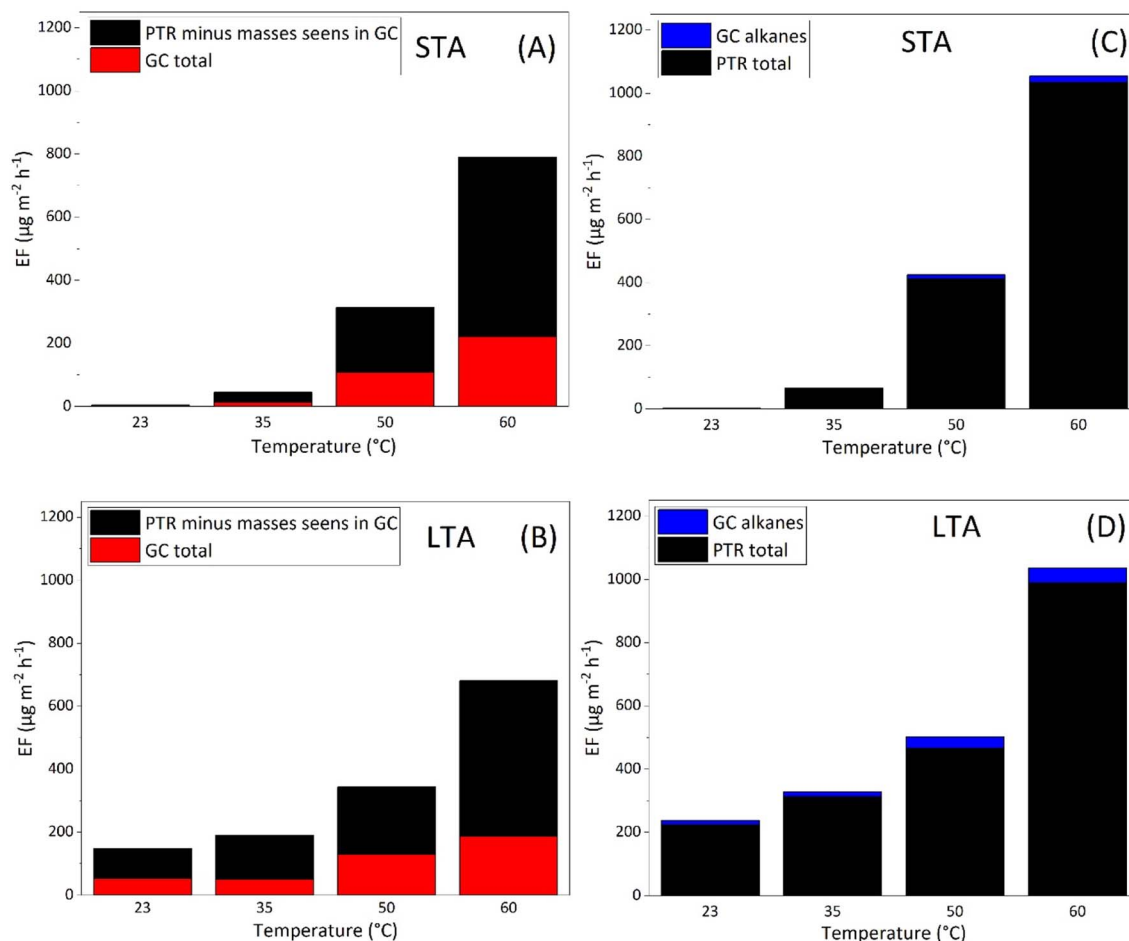 1200
1000
800
600
400
200
0
EF (µg m⁻² h⁻¹)
PTR minus masses seens in GC
GC total
STA
(A)
23
35
50
60
Temperature (°C)
1200
1000
800
600
400
200
0
EF (µg m⁻² h⁻¹)
GC alkanes
PTR total
STA
(C)
23
35
50
60
Temperature (°C)
1200
1000
800
600
400
200
0
EF (µg m⁻² h⁻¹)
PTR minus masses seens in GC
GC total
LTA
(B)
23
35
50
60
Temperature (°C)
1200
1000
800
600
400
200
0
EF (µg m⁻² h⁻¹)
GC alkanes
PTR total
LTA
(D)
23
35
50
60
Temperature (°C)